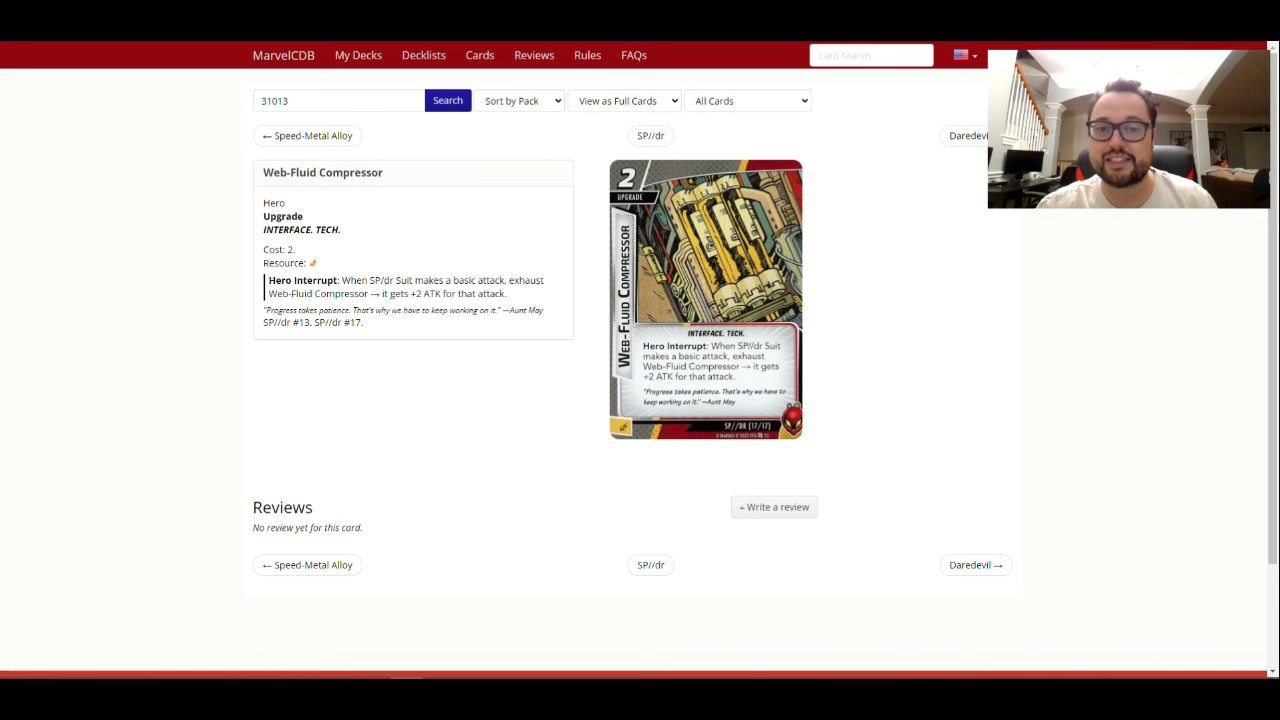 MarvelCDB My Decks Decklists Cards Reviews Rules FAQs Card Search
31013 Search Sort by Pack View as Full Cards All Cards
← Speed-Metal Alloy SP//dr Daredevi
Web-Fluid Compressor
Hero
Upgrade
INTERFACE. TECH.
Cost: 2.
Resource:
Hero Interrupt: When SP/dr Suit makes a basic attack, exhaust
Web-Fluid Compressor → it gets +2 ATK for that attack.
"Progress takes patience. That's why we have to keep working on it." —Aunt May
SP//dr #13. SP//dr #17.
2
UPGRADE
WEB-FLUID COMPRESSOR
INTERFACE. TECH.
Hero Interrupt: When SP//dr Suit
makes a basic attack, exhaust
Web-Fluid Compressor → it gets
+2 ATK for that attack.
"Progress takes patience. That's why we have to
keep working on it." —Aunt May
SP//DR (17/17)
Reviews
+ Write a review
No review yet for this card.
← Speed-Metal Alloy SP//dr Daredevil →